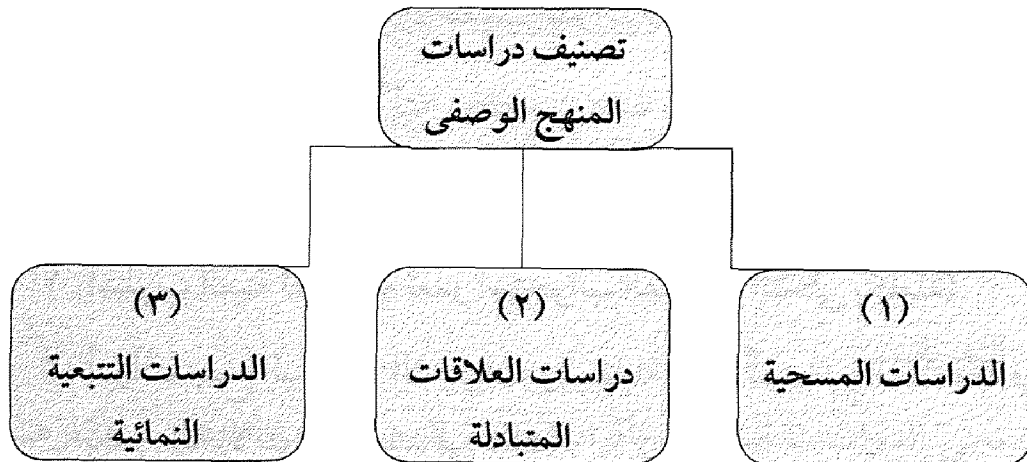 تصنيف دراسات
المنهج الوصفى
(١)
الدراسات المسحية
(٢)
دراسات العلاقات
المتبادلة
(٣)
الدراسات التتبعية
النمائية